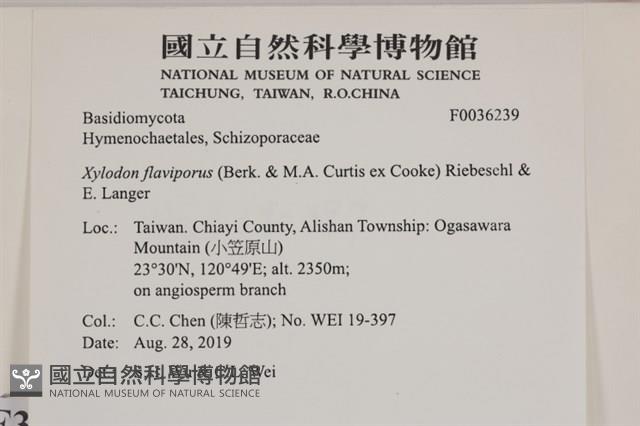 國立自然科學博物館
NATIONAL MUSEUM OF NATURAL SCIENCE
TAICHUNG, TAIWAN, R.O.CHINA
Basidiomycota F0036239
Hymenochaetales, Schizoporaceae
Xylodon flaviporus (Berk. & M.A. Curtis ex Cooke) Riebeschl &
E. Langer
Loc.: Taiwan. Chiayi County, Alishan Township: Ogasawara
Mountain (小笠原山)
23°30'N, 120°49'E; alt. 2350m;
on angiosperm branch
Col.: C.C. Chen (陳哲志); No. WEI 19-397
Date: Aug. 28, 2019
Wei
國立自然科學博物館
NATIONAL MUSEUM OF NATURAL SCIENCE